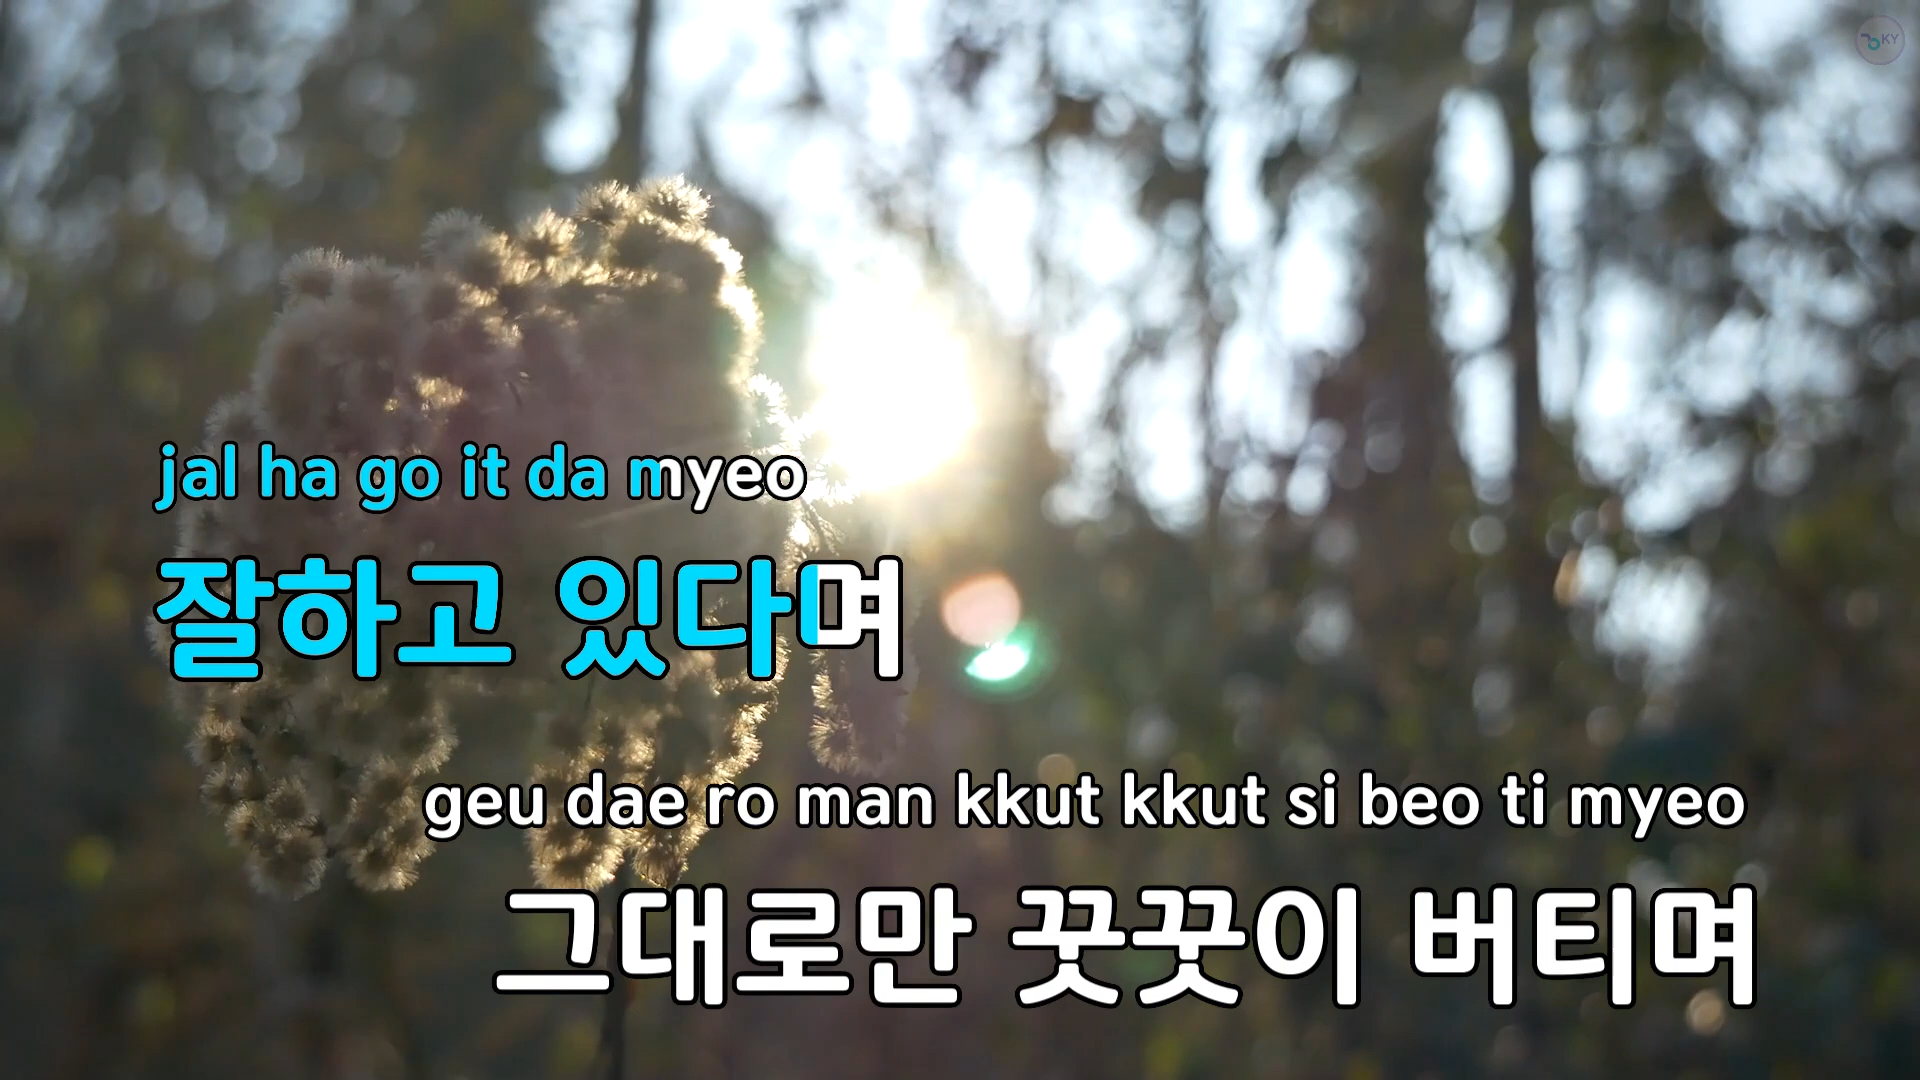 KY
jal ha go it da myeo
잘하고 있다며
geu dae ro man kkut kkut si beo ti myeo
그대로만 꿋꿋이 버티며